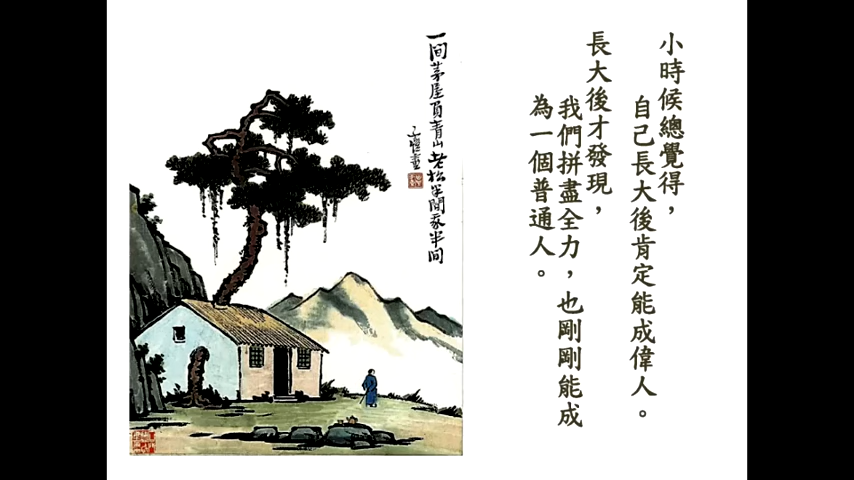 小時候總覺得，
自己長大後肯定能成偉人。
長大後才發現，
我們拼盡全力，也剛剛能成
為一個普通人。
一间茅屋負青山老松半間我半间
子愷畫